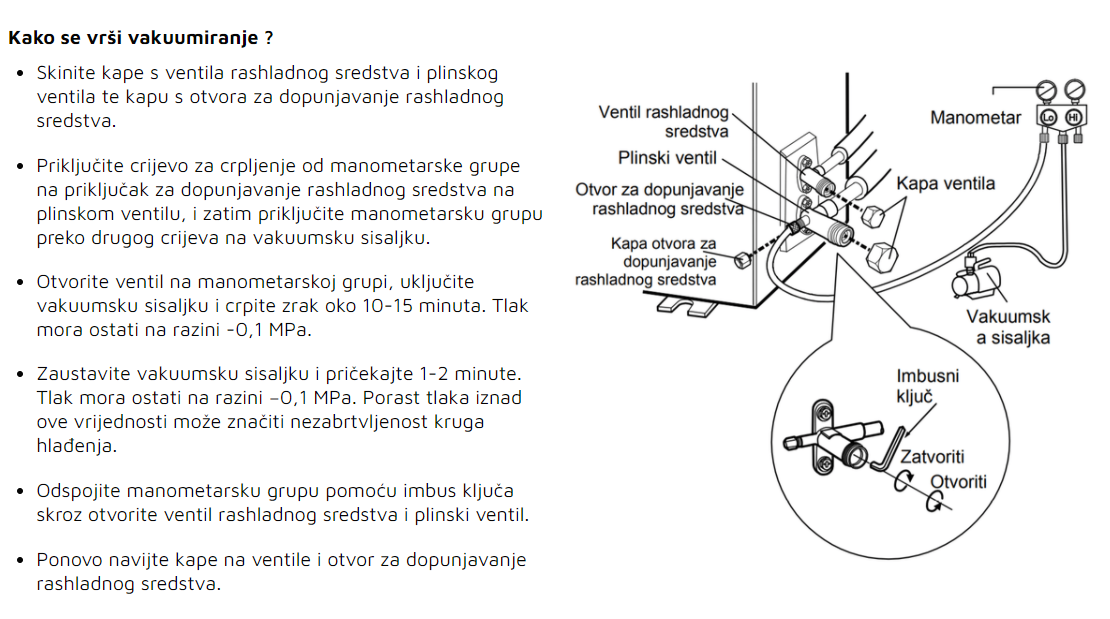 Kako se vrši vakuumiranje ?
• Skinite kape s ventila rashladnog sredstva i plinskog
ventila te kapu s otvora za dopunjavanje rashladnog
sredstva.
• Priključite crijevo za crpljenje od manometarske grupe
na priključak za dopunjavanje rashladnog sredstva na
plinskom ventilu, i zatim priključite manometarsku grupu
preko drugog crijeva na vakuumsku sisaljku.
• Otvorite ventil na manometarskoj grupi, uključite
vakuumsku sisaljku i crpite zrak oko 10-15 minuta. Tlak
mora ostati na razini -0,1 MPa.
• Zaustavite vakuumsku sisaljku i pričekajte 1-2 minute.
Tlak mora ostati na razini –0,1 MPa. Porast tlaka iznad
ove vrijednosti može značiti nezabrtvljenost kruga
hlađenja.
• Odspojite manometarsku grupu pomoću imbus ključa
skroz otvorite ventil rashladnog sredstva i plinski ventil.
• Ponovo navijte kape na ventile i otvor za dopunjavanje
rashladnog sredstva.
Ventil rashladnog
sredstva
Plinski ventil
Otvor za dopunjavanje
rashladnog sredstva
Kapa otvora za
dopunjavanje
rashladnog sredstva
Manometar
Lo
HI
Kapa ventila
Vakuumsk
a sisaljka
Imbusni
ključ
Zatvoriti
Otvoriti